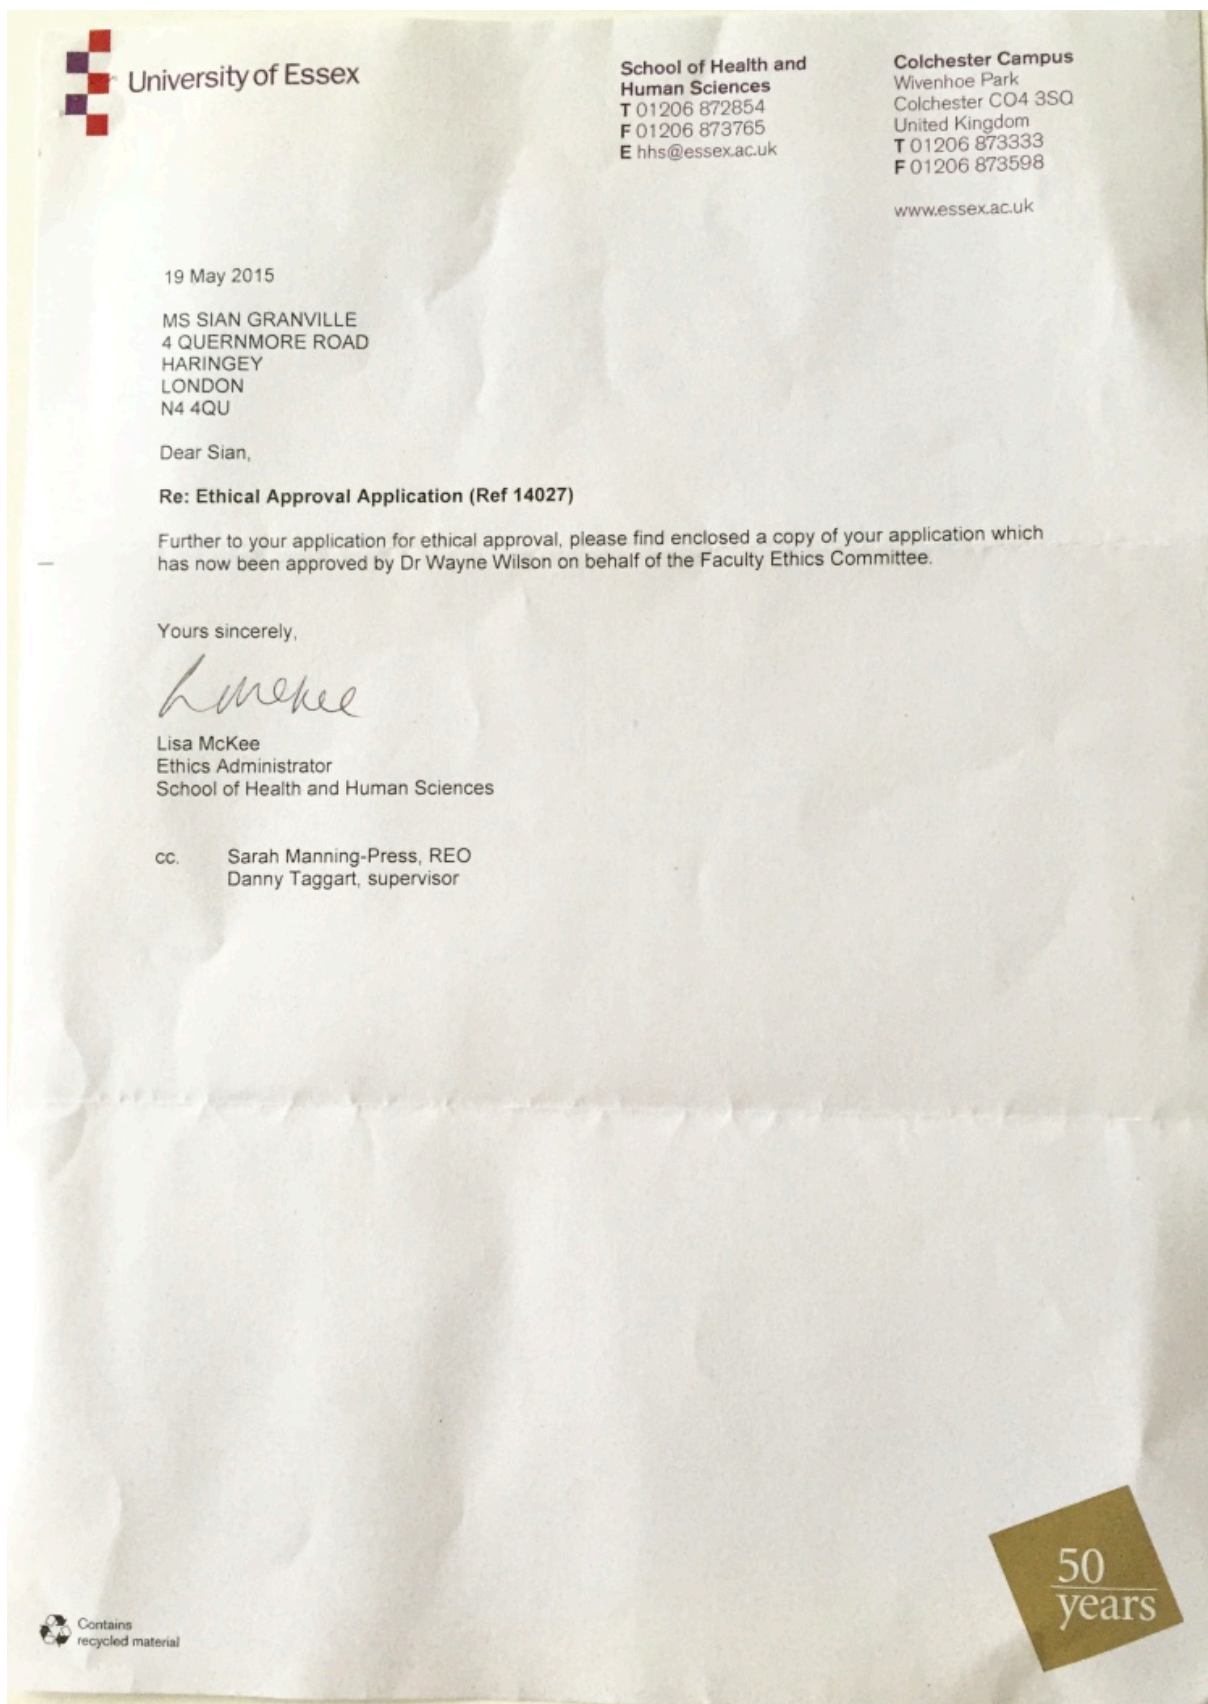 University of Essex
School of Health and
Human Sciences
T 01206 872854
F 01206 873765
E hhs@essex.ac.uk
Colchester Campus
Wivenhoe Park
Colchester CO4 3SQ
United Kingdom
T 01206 873333
F 01206 873598
www.essex.ac.uk
19 May 2015
MS SIAN GRANVILLE
4 QUERNMORE ROAD
HARINGEY
LONDON
N4 4QU
Dear Sian,
Re: Ethical Approval Application (Ref 14027)
Further to your application for ethical approval, please find enclosed a copy of your application which
has now been approved by Dr Wayne Wilson on behalf of the Faculty Ethics Committee.
Yours sincerely,
L McKee
Lisa McKee
Ethics Administrator
School of Health and Human Sciences
cc. Sarah Manning-Press, REO
Danny Taggart, supervisor
50
years
Contains
recycled material